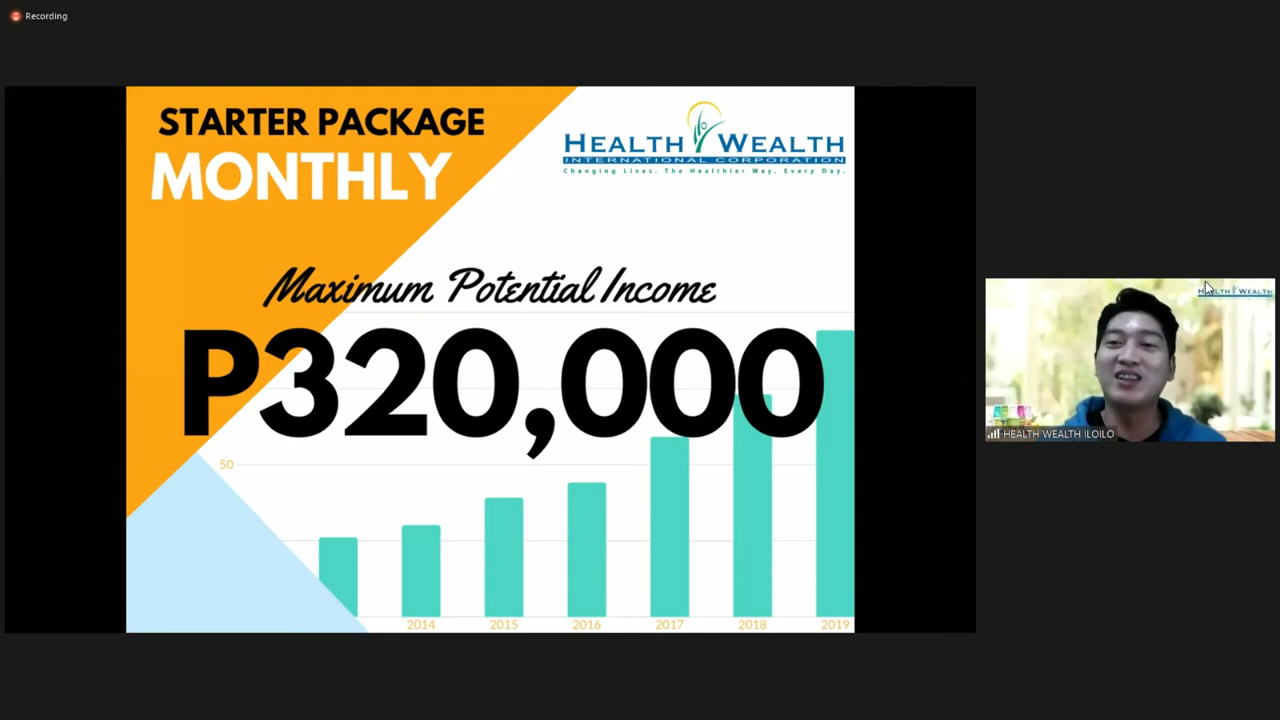 Recording
STARTER PACKAGE
MONTHLY
HEALTH WEALTH
INTERNATIONAL CORPORATION
Changing Lives. The Healthier Way, Every Day.
Maximum Potential Income
P320,000
50
2014 2015 2016 2017 2018 2019
HEALTH WEALTH
HEALTH WEALTH ILOILO